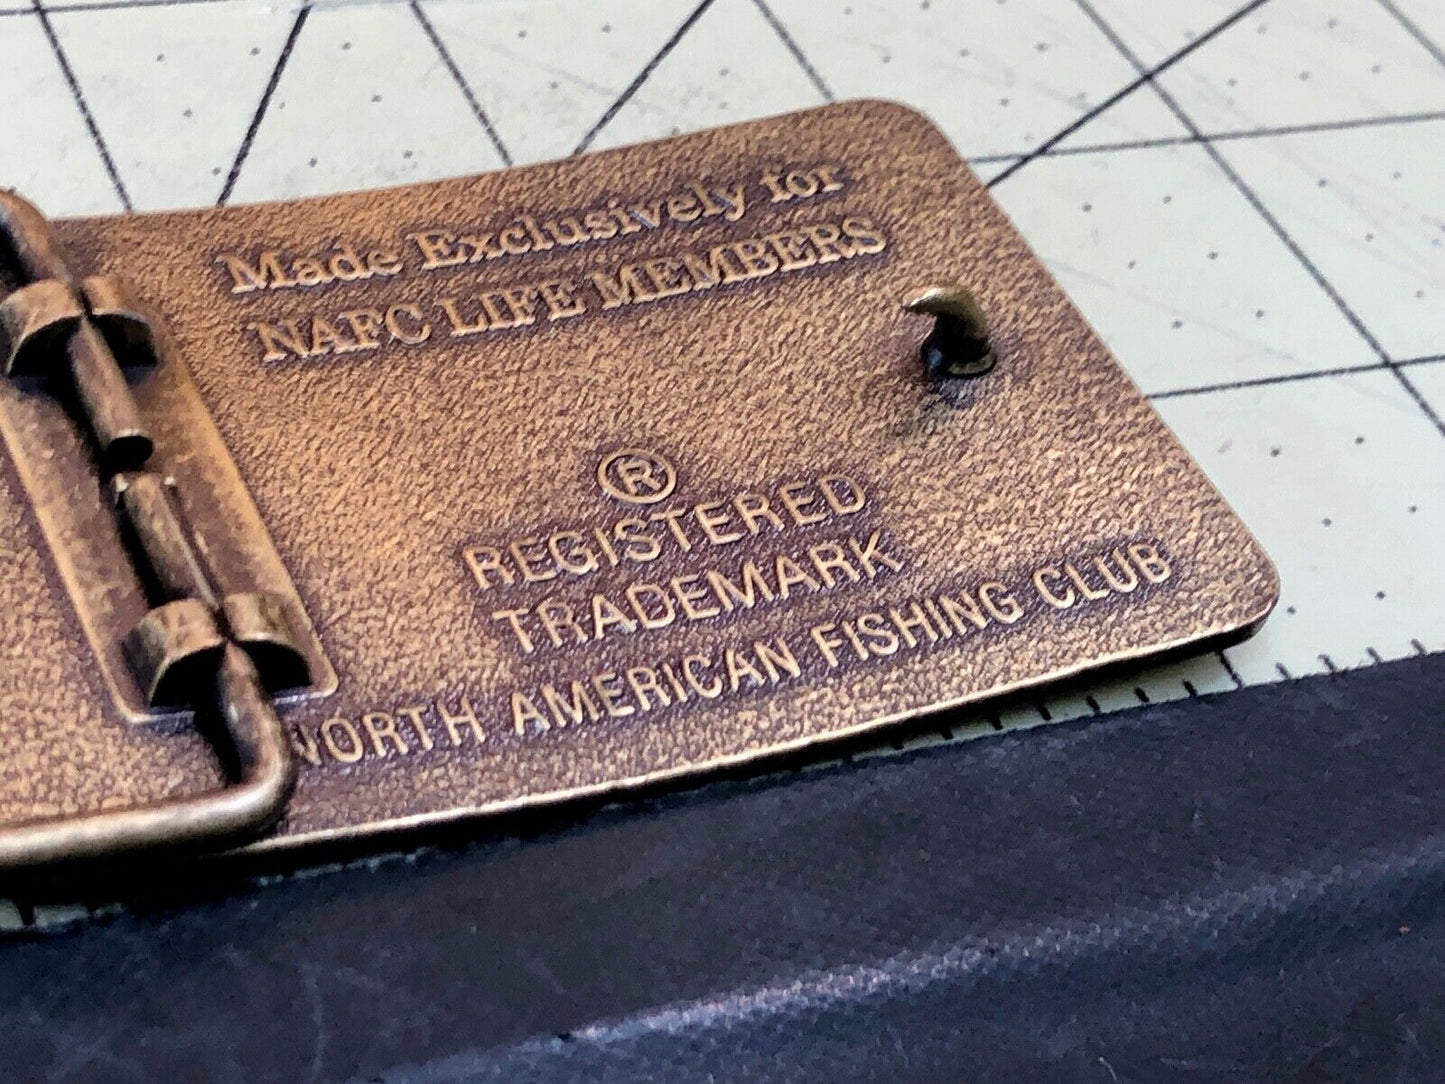 Made Exclusively for
NAFC LIFE MEMBERS
®
REGISTERED
TRADEMARK
NORTH AMERICAN FISHING CLUB